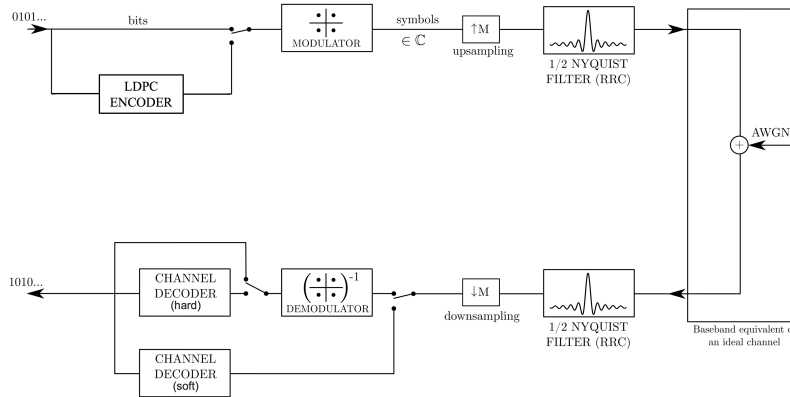 0101...
bits
LDPC
ENCODER
MODULATOR
symbols
∈ ℂ
↑M
upsampling
1/2 NYQUIST
FILTER (RRC)
+
AWGN
1010...
CHANNEL
DECODER
(hard)
CHANNEL
DECODER
(soft)
-1
DEMODULATOR
↓M
downsampling
1/2 NYQUIST
FILTER (RRC)
Baseband equivalent
an ideal channel